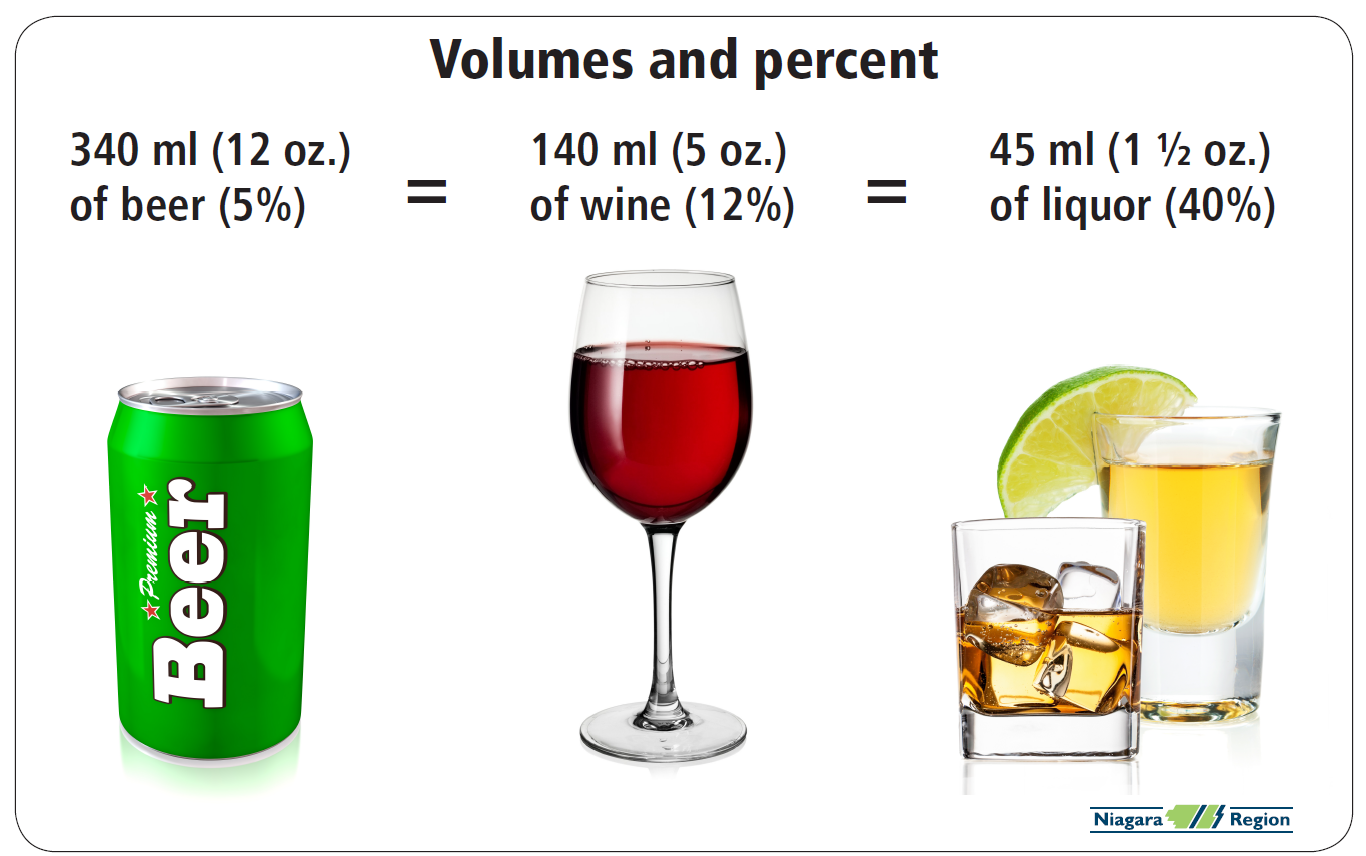 Volumes and percent
340 ml (12 oz.)
of beer (5%)
=
140 ml (5 oz.)
of wine (12%)
=
45 ml (1 ½ oz.)
of liquor (40%)
Premium
Beer
Niagara Region